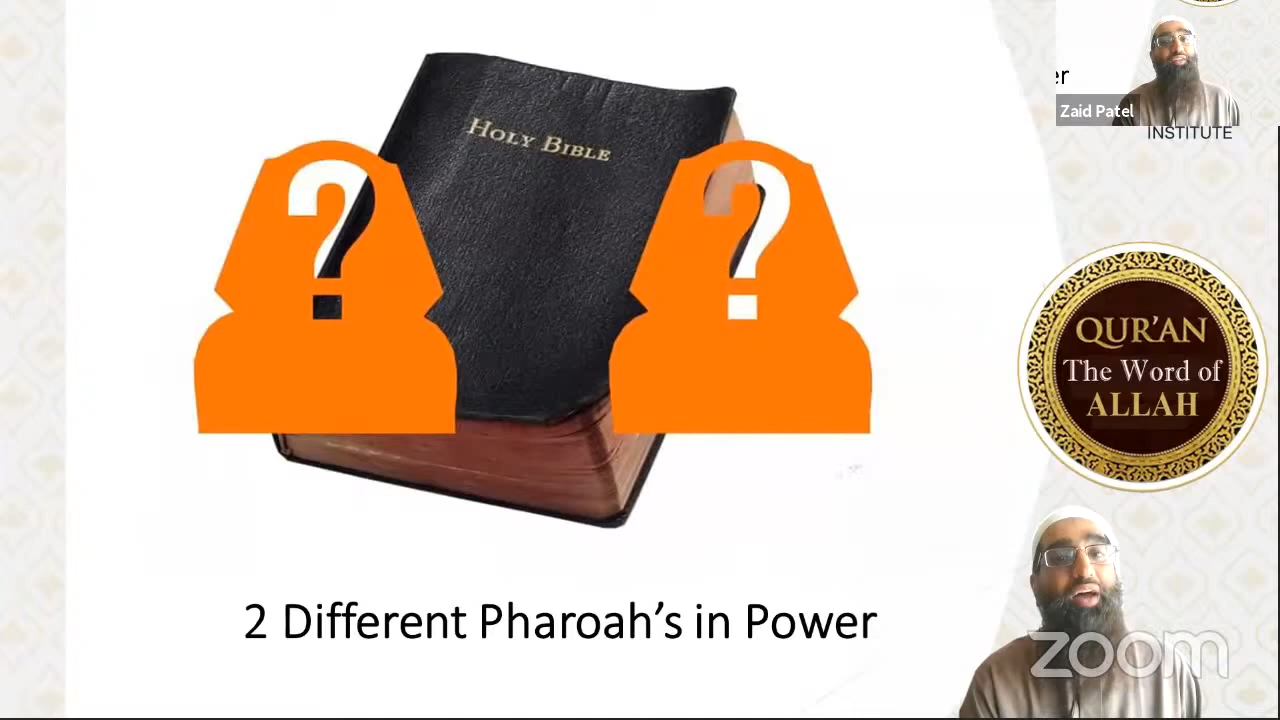 HOLY BIBLE
? ?
2 Different Pharoah's in Power
er
Zaid Patel
INSTITUTE
QUR'AN
The Word of
ALLAH
zoom